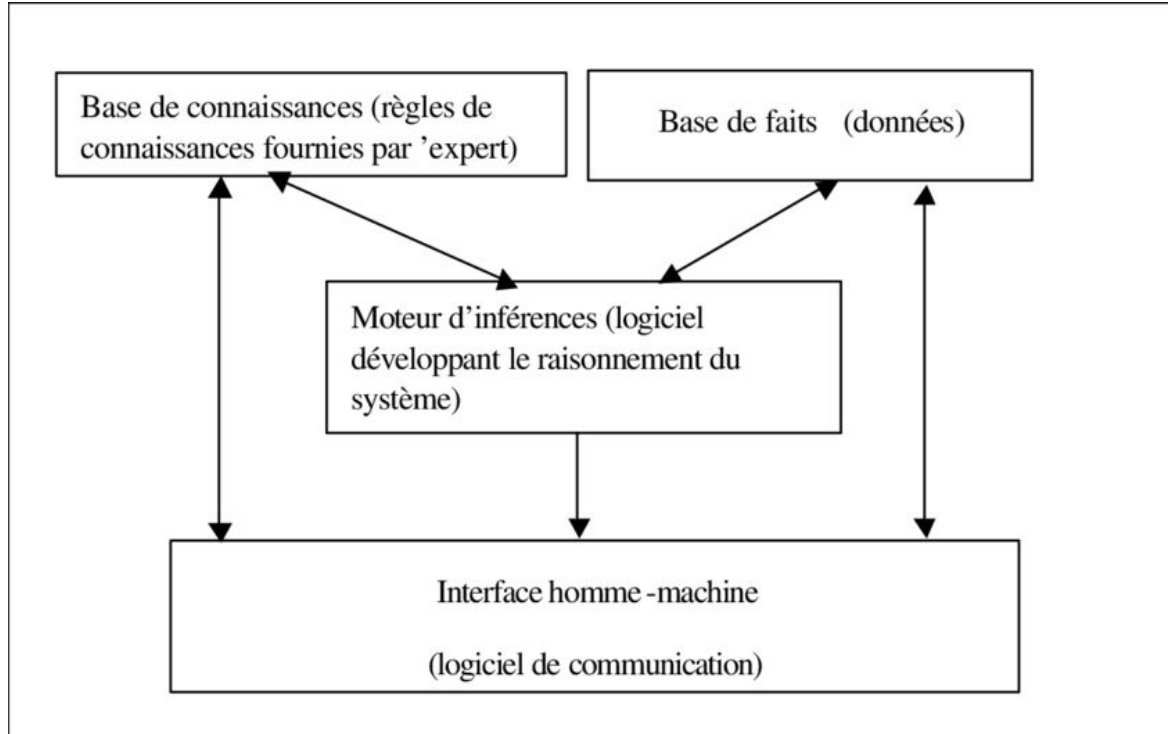 Base de connaissances (règles de
connaissances fournies par ’expert)
Base de faits (données)
Moteur d’inférences (logiciel
développant le raisonnement du
système)
Interface homme -machine
(logiciel de communication)